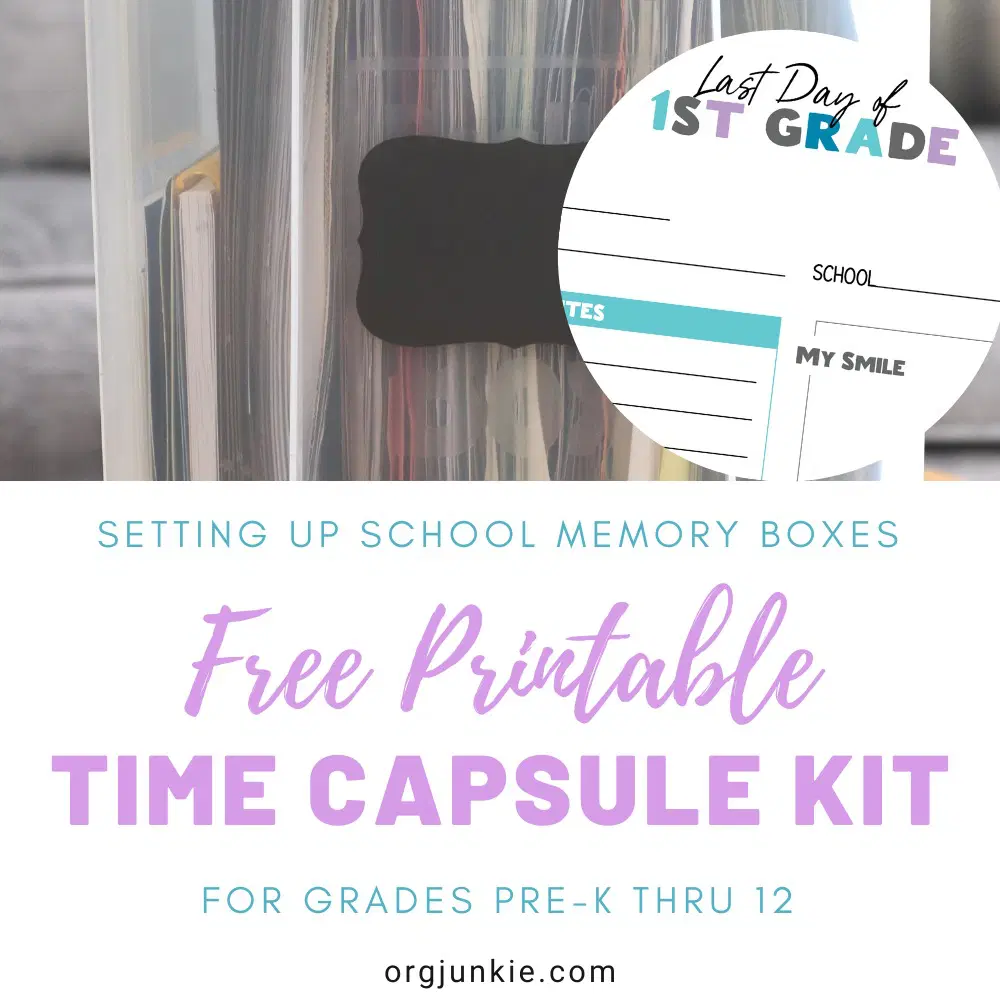 Last Day of
1ST GRADE
SCHOOL
MY SMILE
SETTING UP SCHOOL MEMORY BOXES
Free Printable
TIME CAPSULE KIT
FOR GRADES PRE-K THRU 12
orgjunkie.com